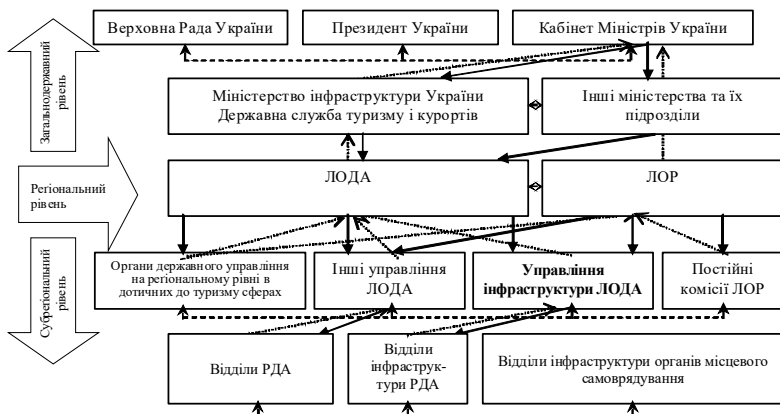 Верховна Рада України
Президент України
Кабінет Міністрів України
Загальнодержавний
рівень
Міністерство інфраструктури України
Державна служба туризму і курортів
Інші міністерства та їх
підрозділи
Регіональний
рівень
ЛОДА
ЛОР
Субрегіональний
рівень
Органи державного управління
на регіональному рівні в
дотичних до туризму сферах
Інші управління
ЛОДА
Управління
інфраструктури ЛОДА
Постійні
комісії ЛОР
Відділи РДА
Відділи
інфраструк-
тури РДА
Відділи інфраструктури органів місцевого
самоврядування